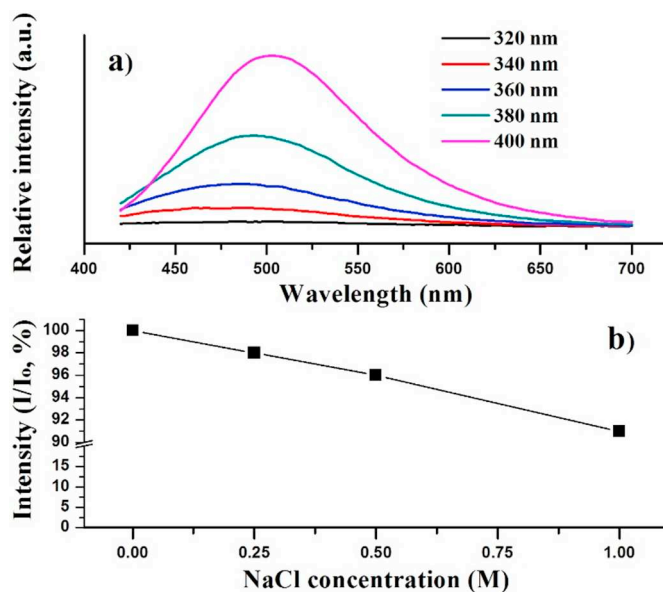 a)
320 nm
340 nm
360 nm
380 nm
400 nm
Relative intensity (a.u.)
400 450 500 550 600 650 700
Wavelength (nm)
b)
Intensity (I/I₀, %)
100
98
96
94
92
90
15
10
5
0
0.00 0.25 0.50 0.75 1.00
NaCl concentration (M)